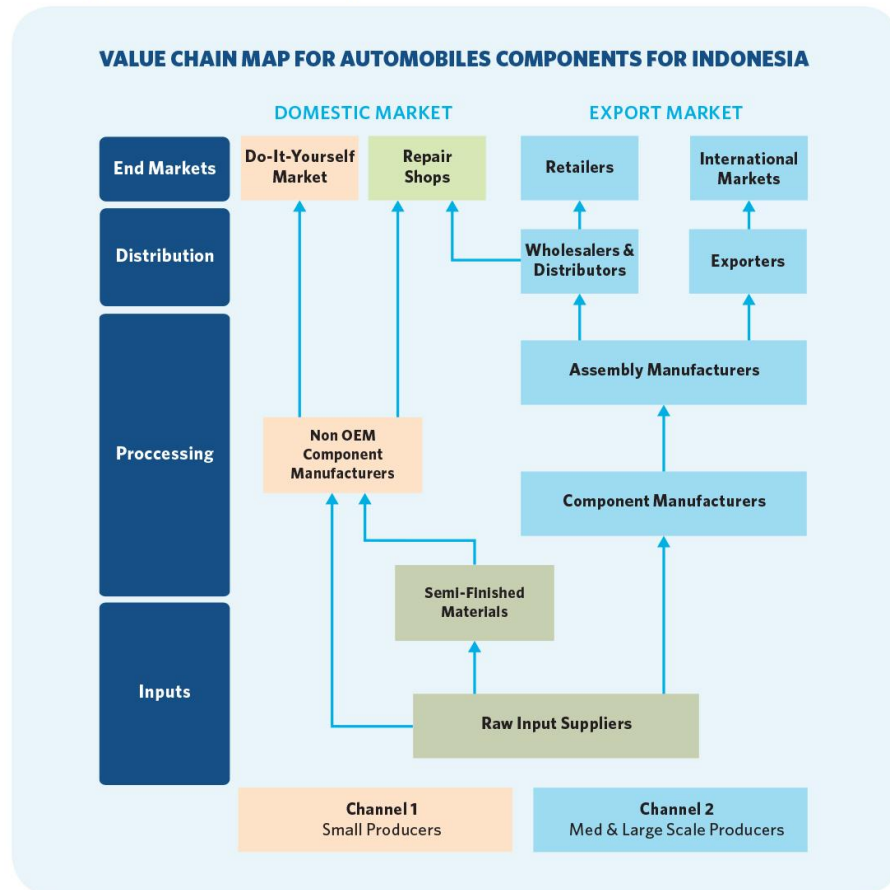 VALUE CHAIN MAP FOR AUTOMOBILES COMPONENTS FOR INDONESIA
DOMESTIC MARKET
EXPORT MARKET
End Markets
Do-It-Yourself
Market
Repair
Shops
Retailers
International
Markets
Distribution
Wholesalers &
Distributors
Exporters
Proccessing
Assembly Manufacturers
Non OEM
Component
Manufacturers
Component Manufacturers
Semi-Finished
Materials
Inputs
Raw Input Suppliers
Channel 1
Small Producers
Channel 2
Med & Large Scale Producers